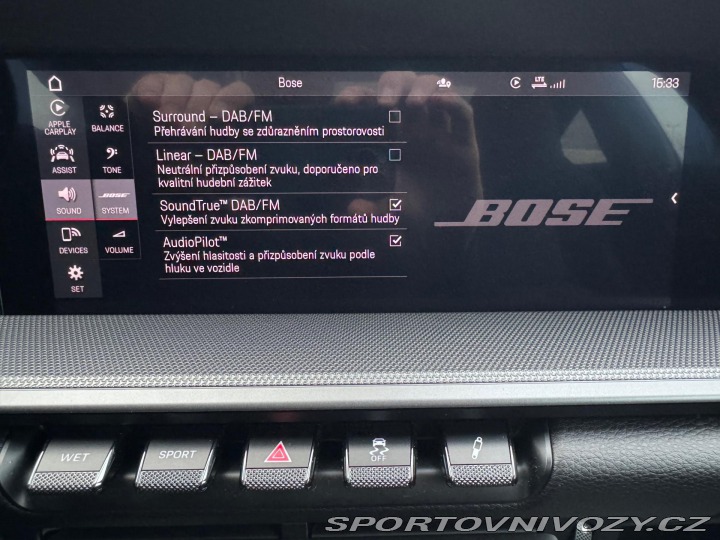 Bose
LTE
15:33
APPLE
CARPLAY
ASSIST
SOUND
DEVICES
SET
BALANCE
TONE
BOSE
SYSTEM
VOLUME
Surround – DAB/FM
Přehrávání hudby se zdůrazněním prostorovosti
Linear – DAB/FM
Neutrální přizpůsobení zvuku, doporučeno pro
kvalitní hudební zážitek
SoundTrue™ DAB/FM
Vylepšení zvuku zkomprimovaných formátů hudby
AudioPilot™
Zvýšení hlasitosti a přizpůsobení zvuku podle
hluku ve vozidle
BOSE
WET
SPORT
OFF
SPORTOVNIVOZY.CZ